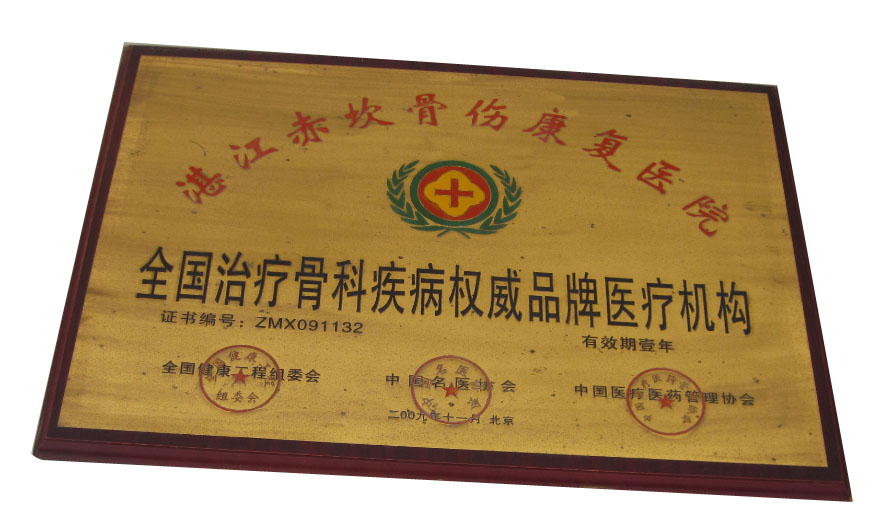 湛江赤坎骨伤康复医院
全国治疗骨科疾病权威品牌医疗机构
证书编号：ZMX091132
有效期壹年
全国健康工程组委会
中国名医协会
中国医疗医药管理协会
二00九年十一月 北京
组委会